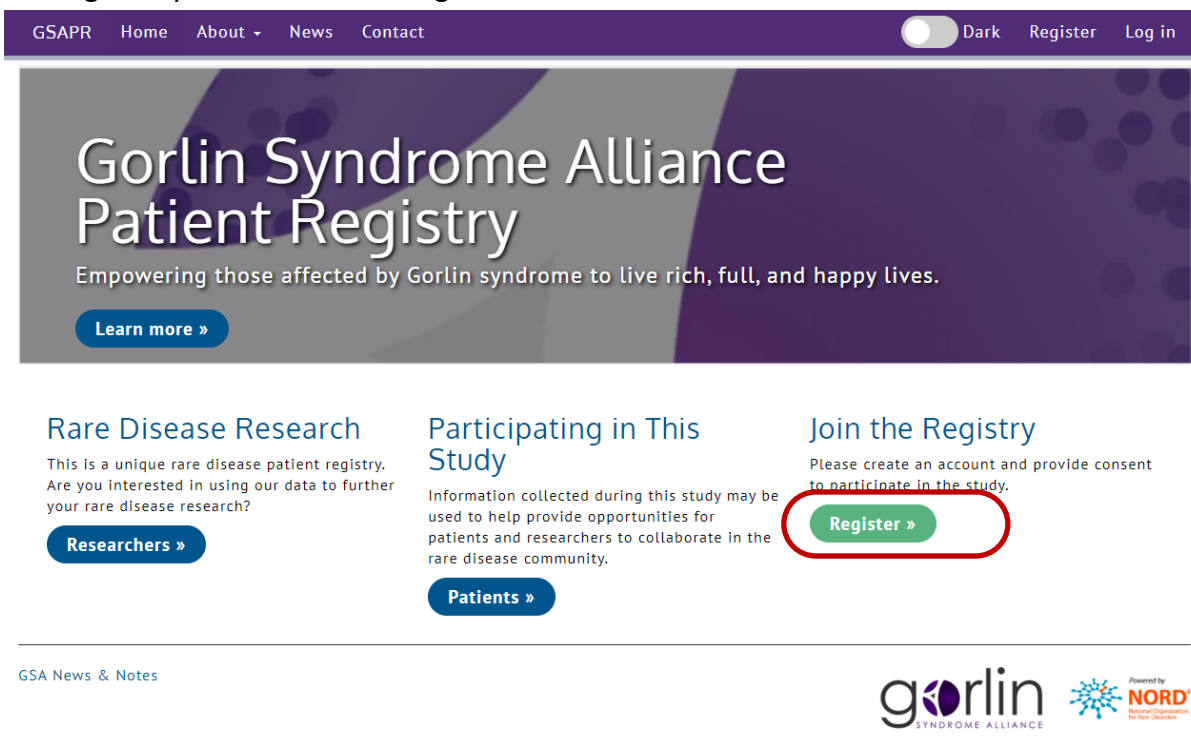 GSAPR Home About News Contact Dark Register Log in
Gorlin Syndrome Alliance
Patient Registry
Empowering those affected by Gorlin syndrome to live rich, full, and happy lives.
Learn more »
Rare Disease Research
This is a unique rare disease patient registry.
Are you interested in using our data to further
your rare disease research?
Researchers »
Participating in This
Study
Information collected during this study may be
used to help provide opportunities for
patients and researchers to collaborate in the
rare disease community.
Patients »
Join the Registry
Please create an account and provide consent
to participate in the study.
Register »
GSA News & Notes
gorlin
SYNDROME ALLIANCE
Powered by
NORD®
National Organization
for Rare Disorders